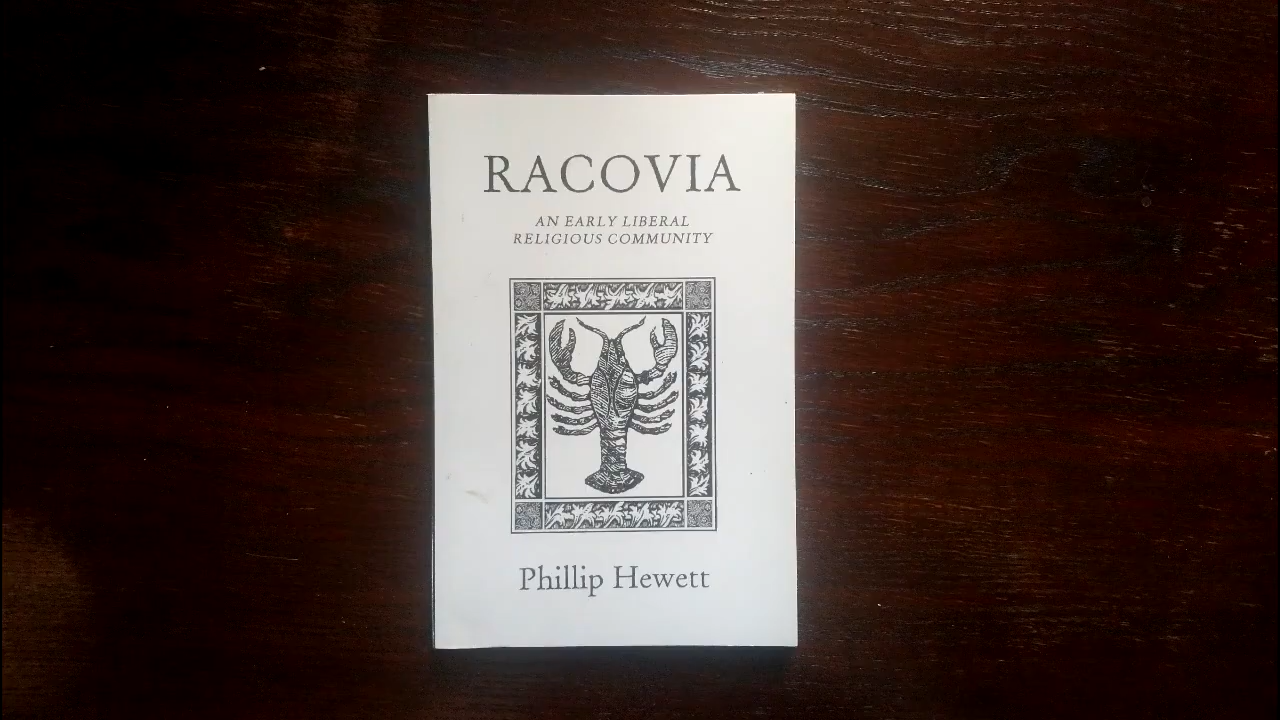 RACOVIA
AN EARLY LIBERAL
RELIGIOUS COMMUNITY
Phillip Hewett